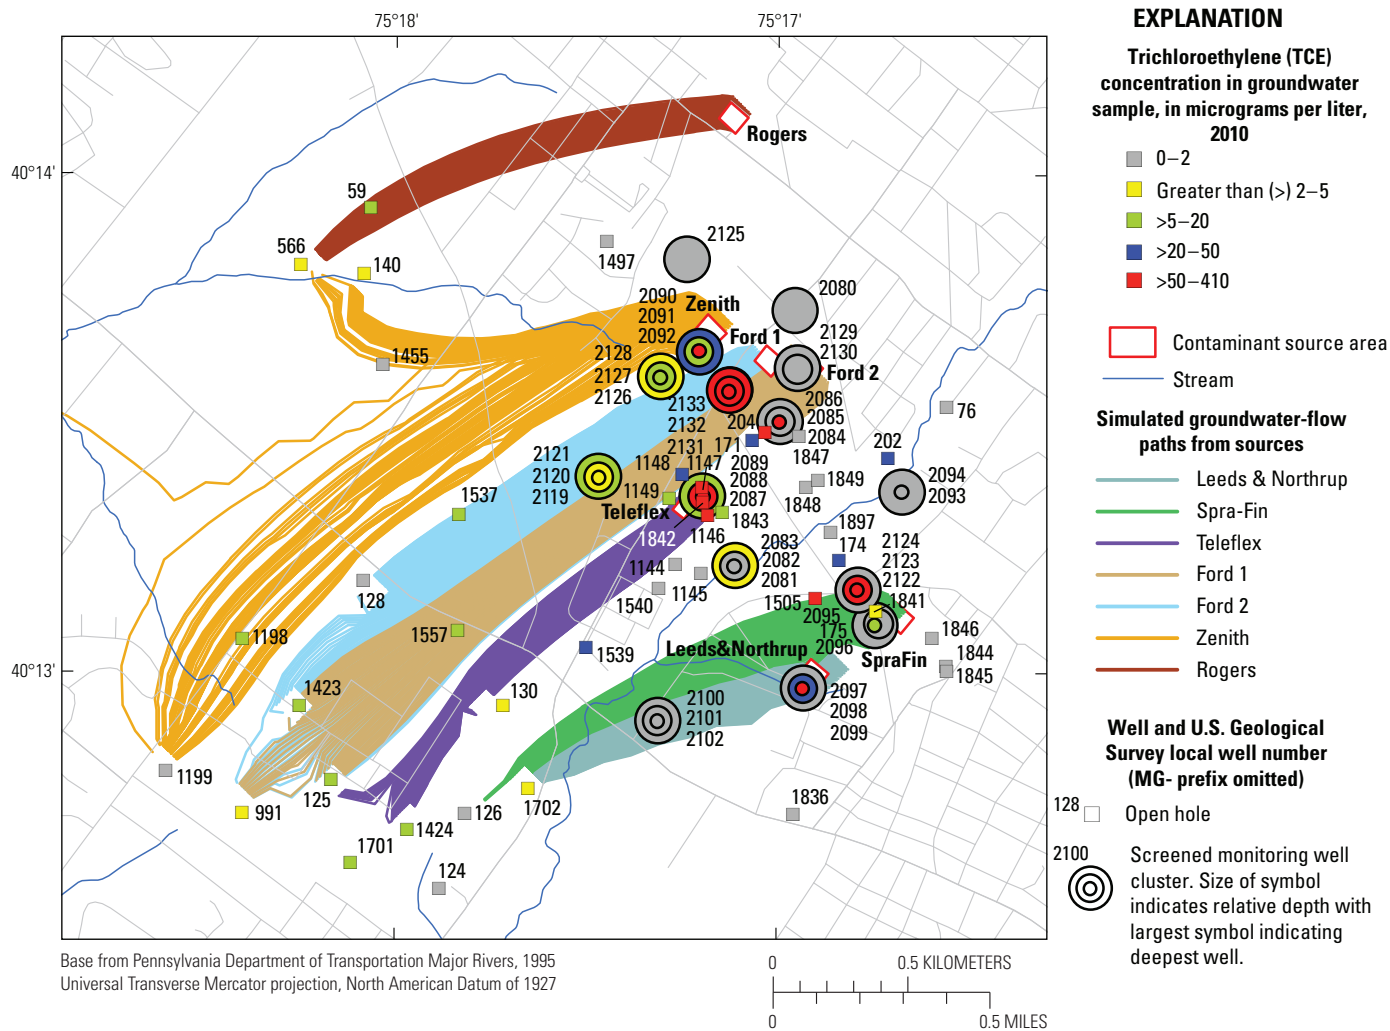 75°18'
75°17'
40°14'
40°13'
Rogers
59
566
140
1497
2125
2090
2091
2092
Zenith
2080
2129
2130
Ford 1
Ford 2
2128
2127
2126
1455
2133
2132
2131
204
171
2086
2085
2084
1847
76
202
2094
2093
2121
2120
2119
1148
1147
1149
2089
2088
2087
1849
1848
Teleflex
1842
1146
1843
1537
1897
174
2124
2123
2122
2083
2082
2081
1144
1145
1540
128
1505
1841
2095
175
2096
1198
1557
1539
Leeds&Northrup
SpraFin
1846
1844
1845
1423
130
2100
2101
2102
2097
2098
2099
1199
991
125
1702
126
1424
1701
124
1836
Base from Pennsylvania Department of Transportation Major Rivers, 1995
Universal Transverse Mercator projection, North American Datum of 1927
0
0.5 KILOMETERS
0
0.5 MILES
EXPLANATION
Trichloroethylene (TCE)
concentration in groundwater
sample, in micrograms per liter,
2010
0–2
Greater than (>) 2–5
>5–20
>20–50
>50–410
Contaminant source area
Stream
Simulated groundwater-flow
paths from sources
Leeds & Northrup
Spra-Fin
Teleflex
Ford 1
Ford 2
Zenith
Rogers
Well and U.S. Geological
Survey local well number
(MG- prefix omitted)
128
Open hole
2100
Screened monitoring well
cluster. Size of symbol
indicates relative depth with
largest symbol indicating
deepest well.